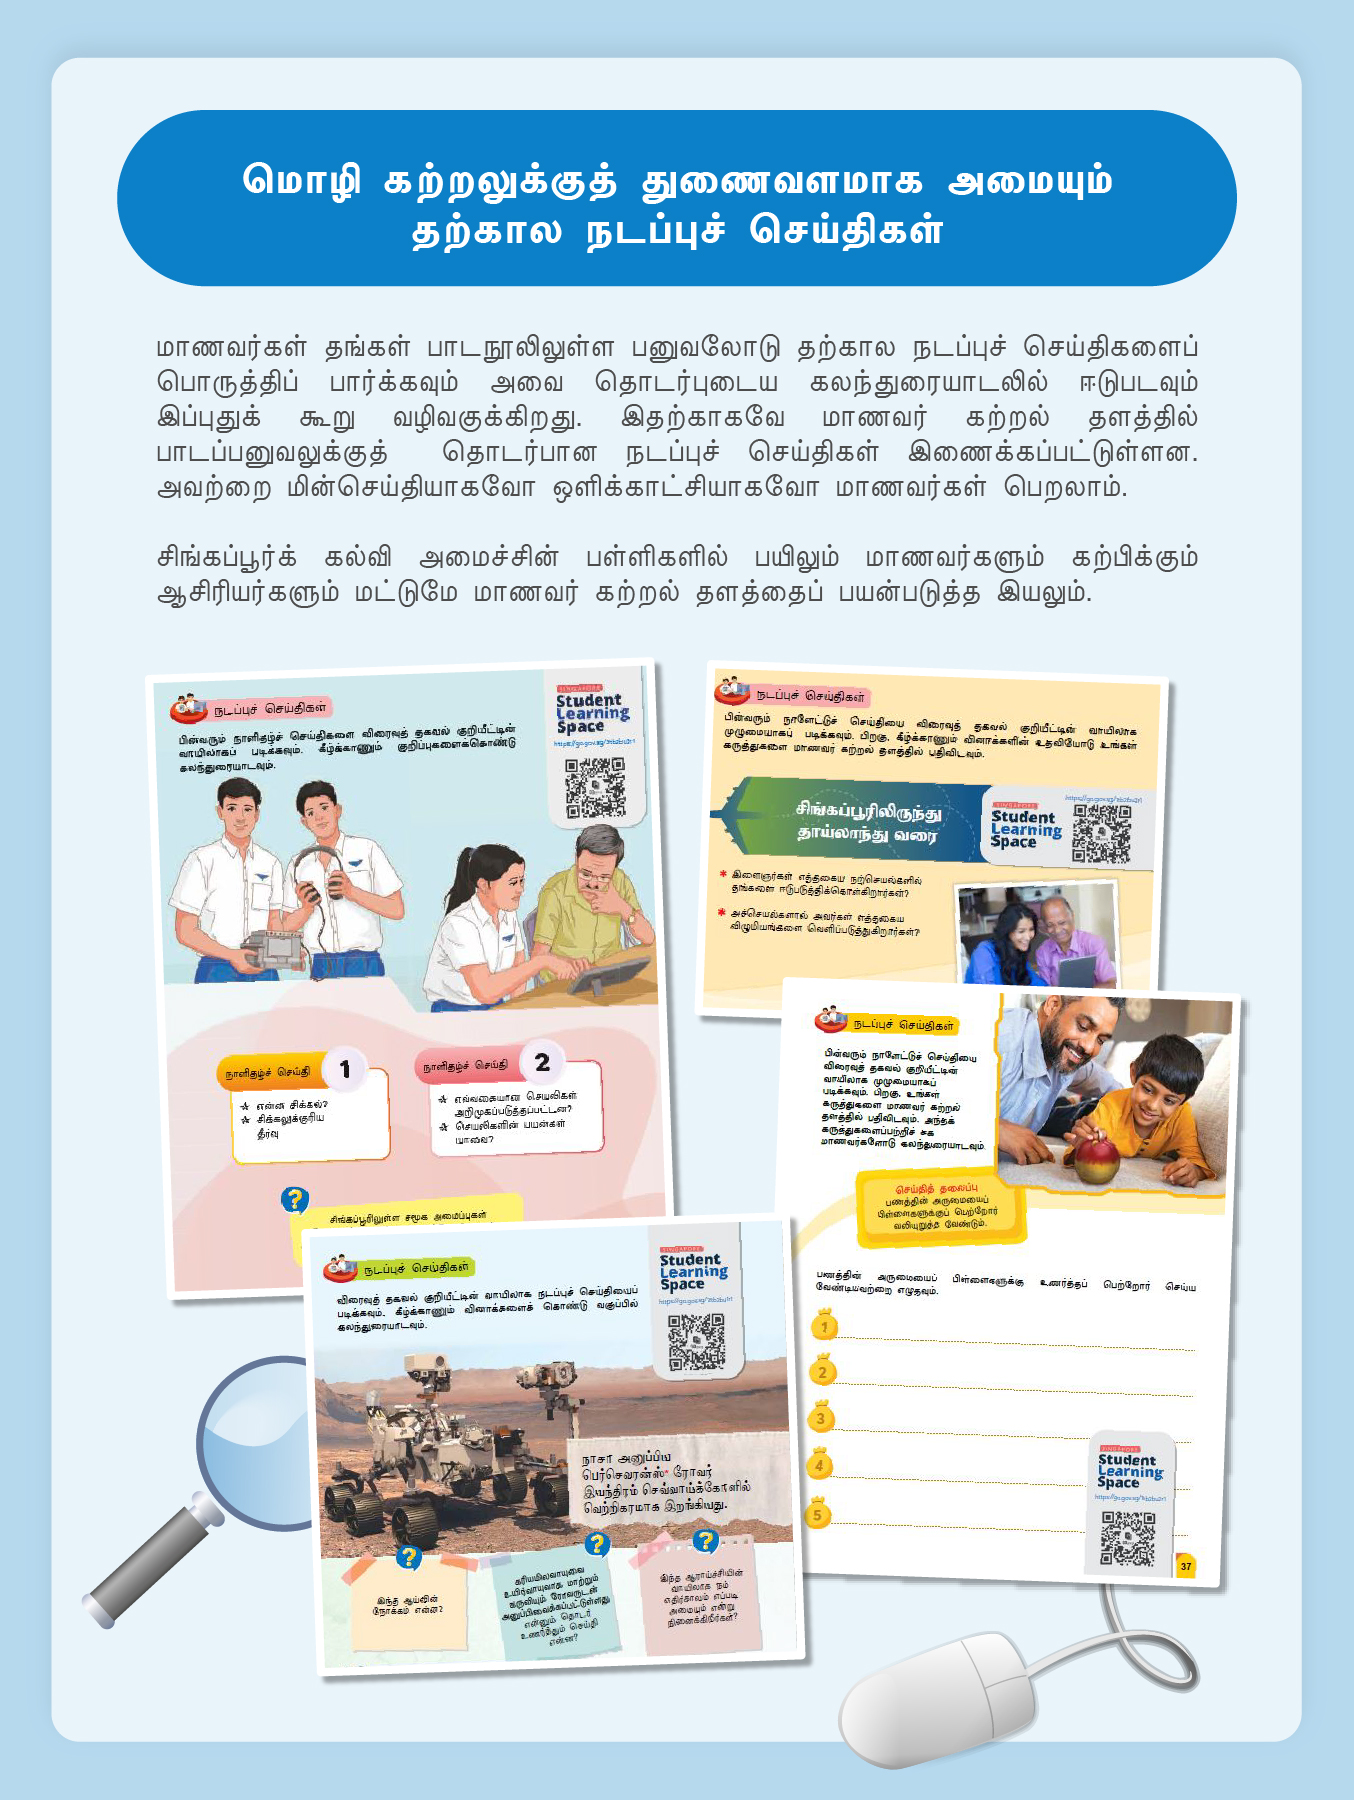 மொழி கற்றலுக்குத் துணைவளமாக அமையும்
தற்கால நடப்புச் செய்திகள்
மாணவர்கள் தங்கள் பாடநூலிலுள்ள பனுவலோடு தற்கால நடப்புச் செய்திகளைப்
பொருத்திப் பார்க்கவும் அவை தொடர்புடைய கலந்துரையாடலில் ஈடுபடவும்
இப்புதுக் கூறு வழிவகுக்கிறது. இதற்காகவே மாணவர் கற்றல் தளத்தில்
பாடப்பனுவலுக்குத் தொடர்பான நடப்புச் செய்திகள் இணைக்கப்பட்டுள்ளன.
அவற்றை மின்செய்தியாகவோ ஒளிக்காட்சியாகவோ மாணவர்கள் பெறலாம்.
சிங்கப்பூர்க் கல்வி அமைச்சின் பள்ளிகளில் பயிலும் மாணவர்களும் கற்பிக்கும்
ஆசிரியர்களும் மட்டுமே மாணவர் கற்றல் தளத்தைப் பயன்படுத்த இயலும்.
நடப்புச் செய்திகள்
பின்வரும் நாளிதழ்ச் செய்திகளை விரைவுத் தகவல் குறியீட்டின்
வாயிலாகப் படிக்கவும். கீழ்க்காணும் குறிப்புகளைக்கொண்டு
கலந்துரையாடவும்.
SINGAPORE
Student
Learning
Space
நாளிதழ்ச் செய்தி 1
என்ன சிக்கல்?
சிக்கலுக்குரிய
தீர்வு
நாளிதழ்ச் செய்தி 2
எவ்வகையான செயலிகள்
அறிமுகப்படுத்தப்பட்டன?
செயலிகளின் பயன்கள்
யாவை?
?
சிங்கப்பூரிலுள்ள சமூக அமைப்புகள்
நடப்புச் செய்திகள்
பின்வரும் நாளேட்டுச் செய்தியை விரைவுத் தகவல் குறியீட்டின் வாயிலாக
முழுமையாகப் படிக்கவும். பிறகு, கீழ்க்காணும் வினாக்களின் உதவியோடு உங்கள்
கருத்துகளை மாணவர் கற்றல் தளத்தில் பதிவிடவும்.
சிங்கப்பூரிலிருந்து
தாய்லாந்து வரை
SINGAPORE
Student
Learning
Space
* இளைஞர்கள் எத்தகைய நற்செயல்களில்
தங்களை ஈடுபடுத்திக்கொள்கிறார்கள்?
* அச்செயல்களால் அவர்கள் எத்தகைய
விழுமியங்களை வெளிப்படுத்துகிறார்கள்?
நடப்புச் செய்திகள்
பின்வரும் நாளேட்டுச் செய்தியை
விரைவுத் தகவல் குறியீட்டின்
வாயிலாக முழுமையாகப்
படிக்கவும். பிறகு, உங்கள்
கருத்துகளை மாணவர் கற்றல்
தளத்தில் பதிவிடவும். அந்தக்
கருத்துகளைப்பற்றிச் சக
மாணவர்களோடு கலந்துரையாடவும்.
செய்தித் தலைப்பு
பணத்தின் அருமையைப்
பிள்ளைகளுக்குப் பெற்றோர்
வலியுறுத்த வேண்டும்.
பணத்தின் அருமையைப் பிள்ளைகளுக்கு உணர்த்தப் பெற்றோர் செய்ய
வேண்டியவற்றை எழுதவும்.
1
2
3
4
5
SINGAPORE
Student
Learning
Space
37
நடப்புச் செய்திகள்
விரைவுத் தகவல் குறியீட்டின் வாயிலாக நடப்புச் செய்தியைப்
படிக்கவும். கீழ்க்காணும் வினாக்களைக் கொண்டு வகுப்பில்
கலந்துரையாடவும்.
SINGAPORE
Student
Learning
Space
நாசா அனுப்பிய
பெர்செவரன்ஸ்* ரோவர்
இயந்திரம் செவ்வாய்க்கோளில்
வெற்றிகரமாக இறங்கியது.
?
இந்த ஆய்வின்
நோக்கம் என்ன?
?
கரியமிலவாயுவை
உயிர்வாயுவாக மாற்றும்
கருவியும் ரோவருடன்
அனுப்பிவைக்கப்பட்டுள்ளது
என்னும் தொடர்
உணர்த்தும் செய்தி
என்ன?
?
இந்த ஆராய்ச்சியின்
வாயிலாக நம்
எதிர்காலம் எப்படி
அமையும் என்று
நினைக்கிறீர்கள்?